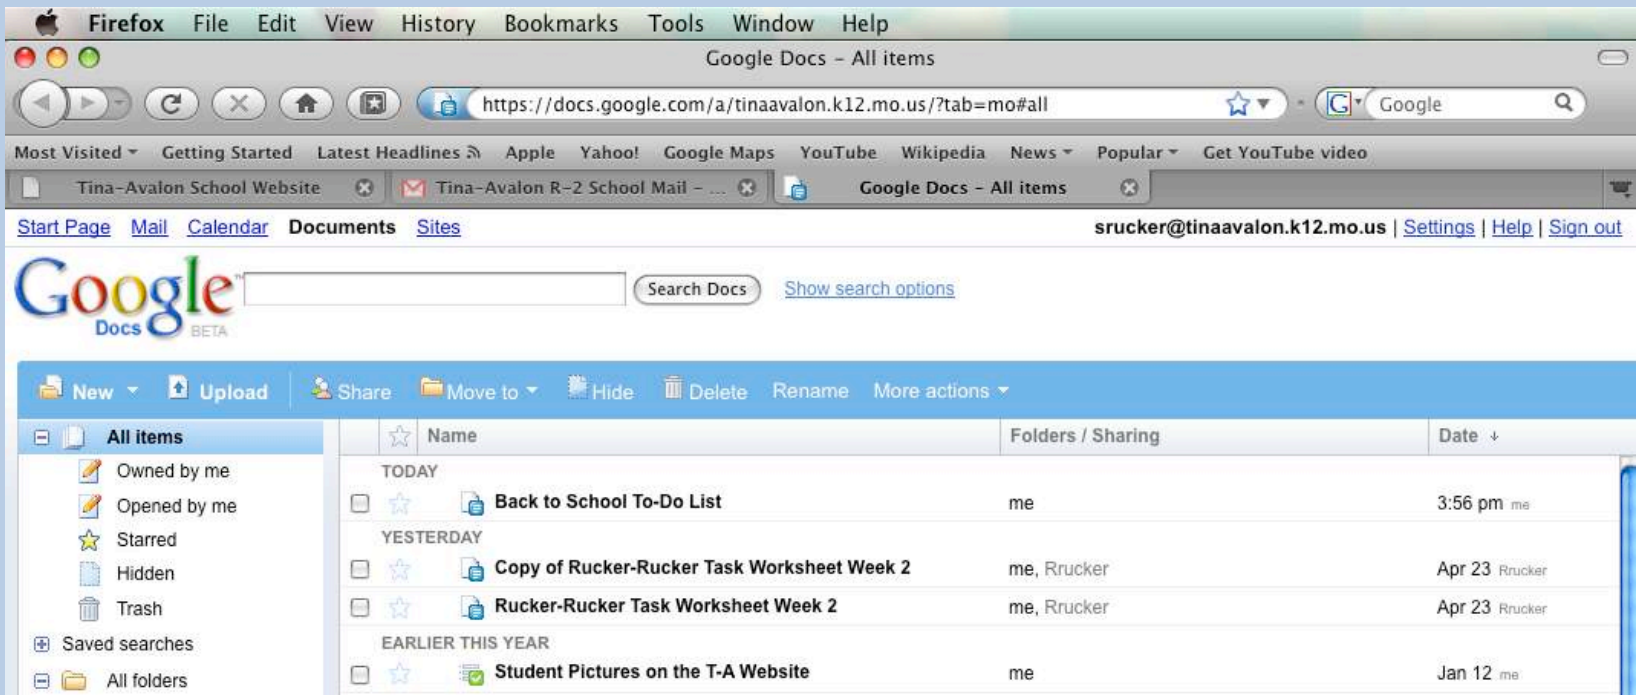 Firefox File Edit View History Bookmarks Tools Window Help
Google Docs - All items
https://docs.google.com/a/tinaavalon.k12.mo.us/?tab=mo#all Google
Most Visited Getting Started Latest Headlines Apple Yahoo! Google Maps YouTube Wikipedia News Popular Get YouTube video
Tina-Avalon School Website Tina-Avalon R-2 School Mail - ... Google Docs - All items
Start Page Mail Calendar Documents Sites srucker@tinaavalon.k12.mo.us | Settings | Help | Sign out
Google™ Search Docs Show search options
Docs BETA
New Upload Share Move to Hide Delete Rename More actions
All items Name Folders / Sharing Date
Owned by me TODAY
Opened by me Back to School To-Do List me 3:56 pm me
Starred YESTERDAY
Hidden Copy of Rucker-Rucker Task Worksheet Week 2 me, Rrucker Apr 23 Rrucker
Trash Rucker-Rucker Task Worksheet Week 2 me, Rrucker Apr 23 Rrucker
Saved searches EARLIER THIS YEAR
All folders Student Pictures on the T-A Website me Jan 12 me